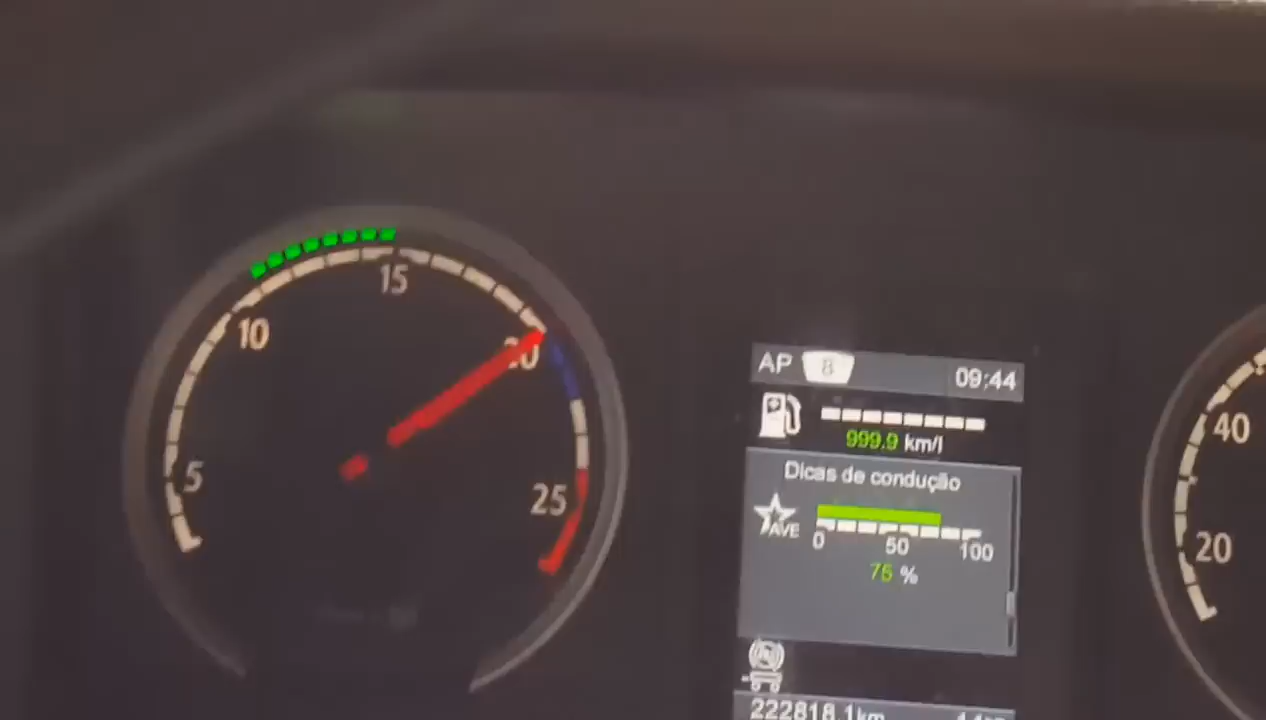 15
10
20
5
25
AP 8 09:44
999.9 km/l
Dicas de condução
AVE
0 50 100
75 %
222818.1km
40
20